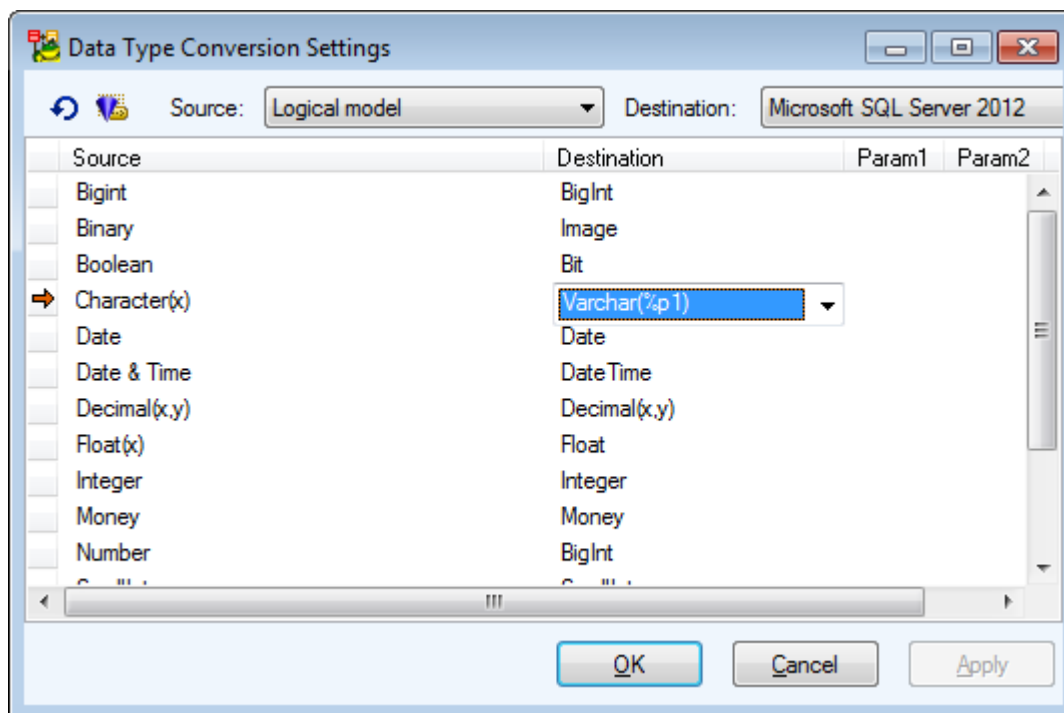 Data Type Conversion Settings
Source: Logical model Destination: Microsoft SQL Server 2012
Source Destination Param1 Param2
Bigint BigInt
Binary Image
Boolean Bit
Character(x) Varchar(%p1)
Date Date
Date & Time DateTime
Decimal(x,y) Decimal(x,y)
Float(x) Float
Integer Integer
Money Money
Number BigInt
OK Cancel Apply